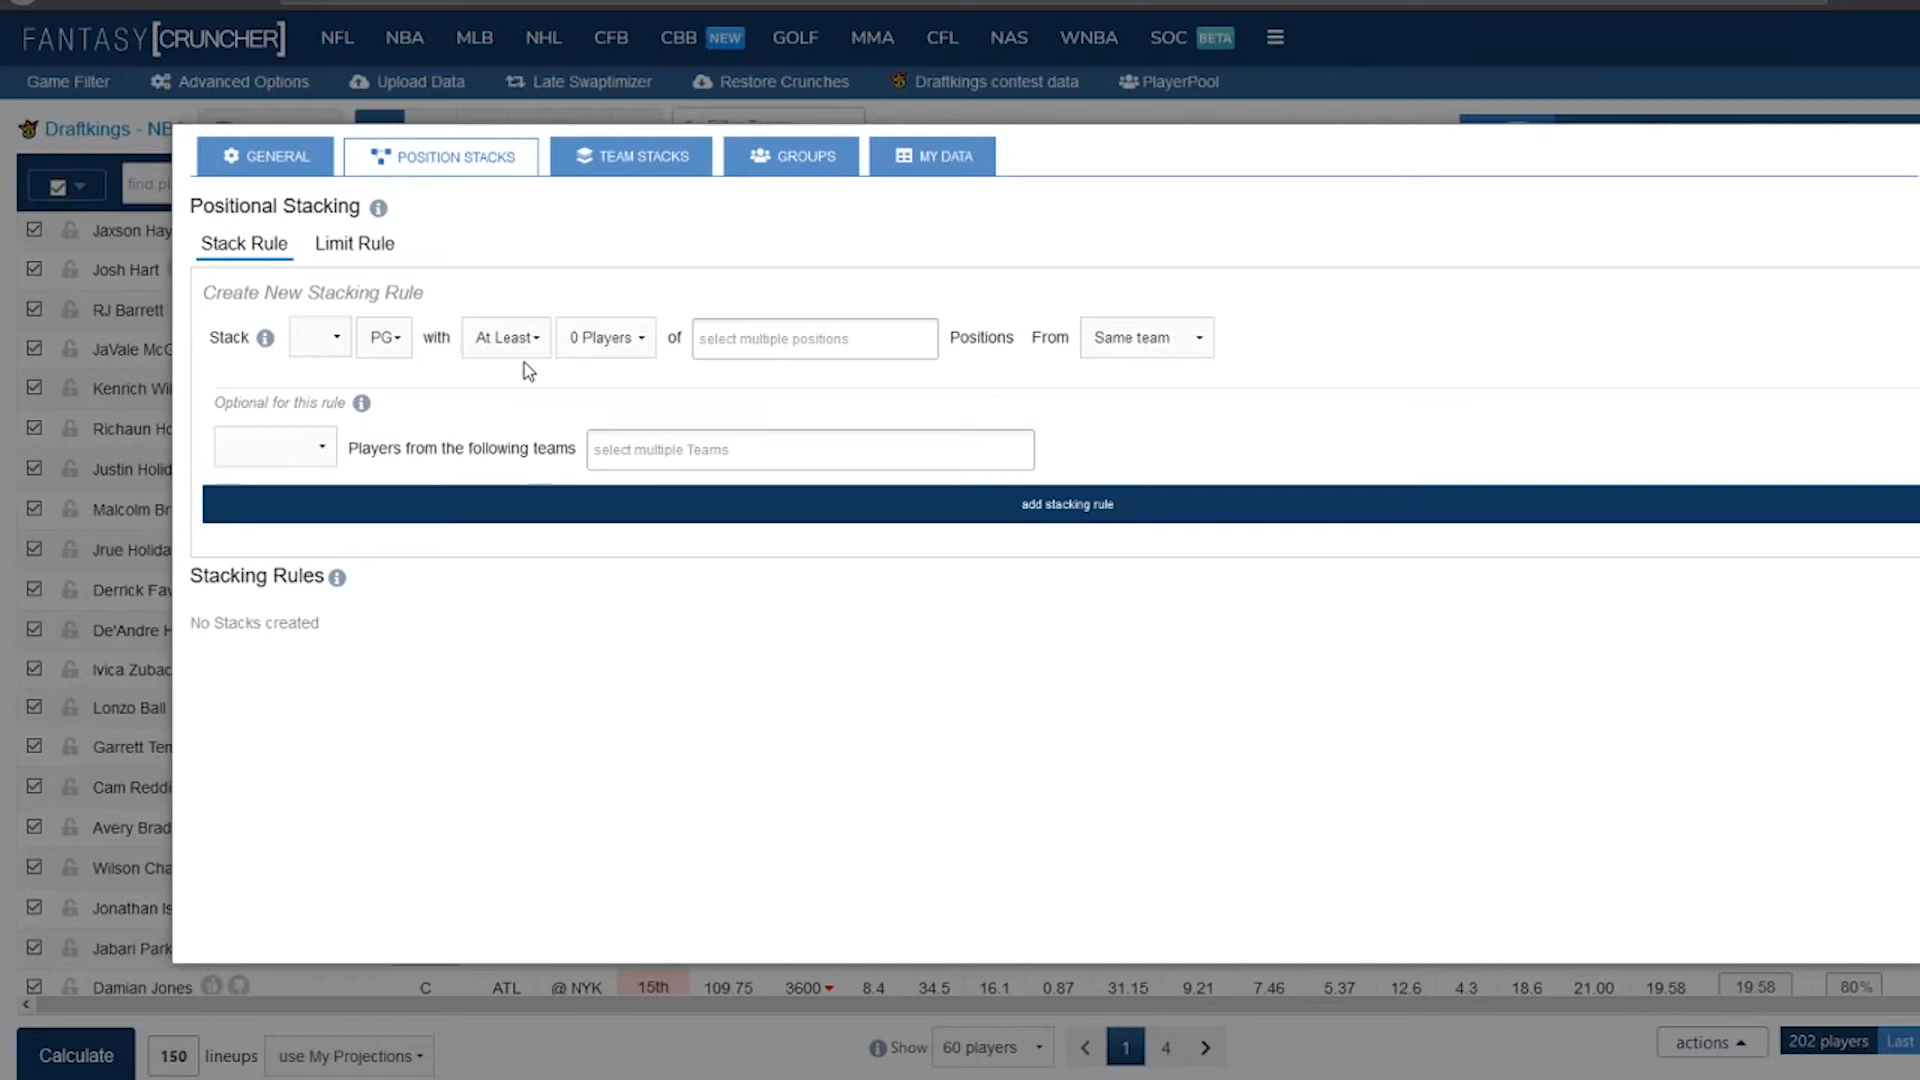 FANTASY[CRUNCHER] NFL NBA MLB NHL CFB CBB NEW GOLF MMA CFL NAS WNBA SOC BETA
Game Filter Advanced Options Upload Data Late Swaptimizer Restore Crunches Draftkings contest data PlayerPool
Draftkings - NB
GENERAL POSITION STACKS TEAM STACKS GROUPS MY DATA
find pl
Positional Stacking
Stack Rule Limit Rule
Create New Stacking Rule
Stack PG with At Least 0 Players of select multiple positions Positions From Same team
Optional for this rule
Players from the following teams select multiple Teams
add stacking rule
Stacking Rules
No Stacks created
Jaxson Hay
Josh Hart
RJ Barrett
JaVale McG
Kenrich Wil
Richaun Ho
Justin Holid
Malcolm Br
Jrue Holida
Derrick Fav
De'Andre H
Ivica Zubac
Lonzo Ball
Garrett Tem
Cam Reddi
Avery Brad
Wilson Cha
Jonathan Is
Jabari Park
Damian Jones C ATL @ NYK 15th 109.75 3600 8.4 34.5 16.1 0.87 31.15 9.21 7.46 5.37 12.6 4.3 18.6 21.00 19.58 19.58 80%
Calculate 150 lineups use My Projections Show 60 players 1 4 actions 202 players Last